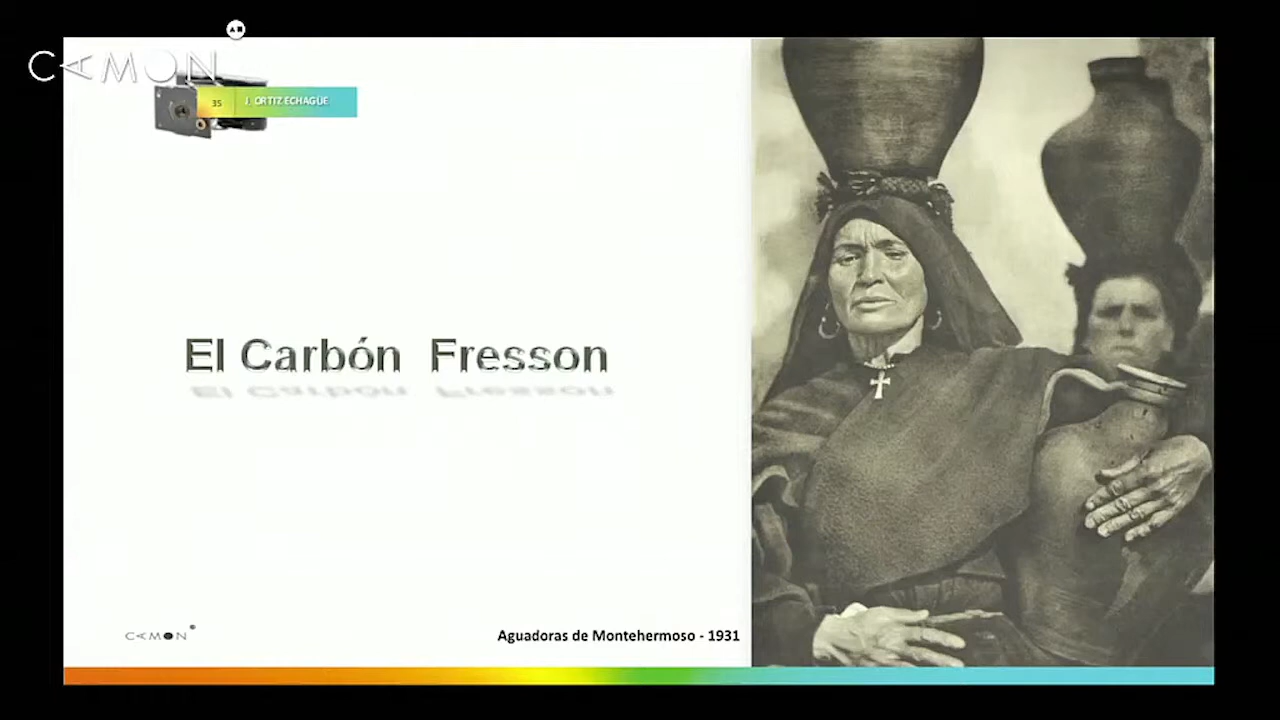 CAMON
35 J. ORTIZ ECHAGÜE
El Carbón Fresson
CAMON
Aguadoras de Montehermoso - 1931